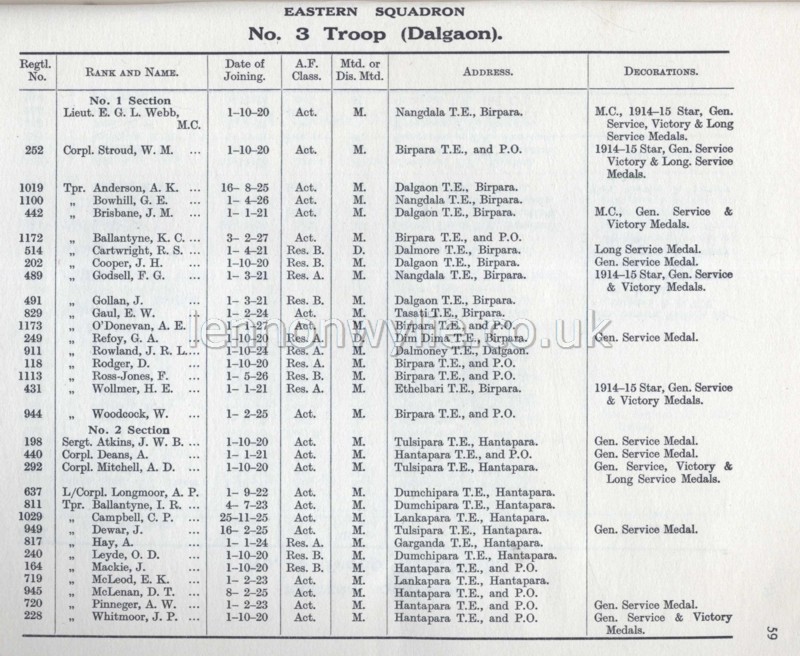 EASTERN SQUADRON
No. 3 Troop (Dalgaon).
Regtl. No. RANK AND NAME. Date of Joining. A.F. Class. Mtd. or Dis. Mtd. ADDRESS. DECORATIONS.
No. 1 Section
Lieut. E. G. L. Webb, 1-10-20 Act. M. Nangdala T.E., Birpara. M.C., 1914-15 Star, Gen.
M.C. Service, Victory & Long
Service Medals.
252 Corpl. Stroud, W. M. ... 1-10-20 Act. M. Birpara T.E., and P.O. 1914-15 Star, Gen. Service
Victory & Long. Service
Medals.
1019 Tpr. Anderson, A. K. ... 16- 8-25 Act. M. Dalgaon T.E., Birpara.
1100 „ Bowhill, G. E. ... 1- 4-26 Act. M. Nangdala T.E., Birpara.
442 „ Brisbane, J. M. ... 1- 1-21 Act. M. Dalgaon T.E., Birpara. M.C., Gen. Service &
Victory Medals.
1172 „ Ballantyne, K. C. ... 3- 2-27 Act. M. Birpara T.E., and P.O.
514 „ Cartwright, R. S. ... 1- 4-21 Res. B. D. Dalmore T.E., Birpara. Long Service Medal.
202 „ Cooper, J. H. ... 1-10-20 Res. B. M. Dalgaon T.E., Birpara. Gen. Service Medal.
489 „ Godsell, F. G. ... 1- 3-21 Res. A. M. Nangdala T.E., Birpara. 1914-15 Star, Gen. Service
& Victory Medals.
491 „ Gollan, J. ... 1- 3-21 Res. B. M. Dalgaon T.E., Birpara.
829 „ Gaul, E. W. ... 1- 2-24 Act. M. Tasati T.E., Birpara.
1173 „ O'Donevan, A. E. 1- 1-27 Act. M. Birpara T.E., and P.O.
249 „ Refoy, G. A. ... 1-10-20 Res. A. D. Dim Dima T.E., Birpara. Gen. Service Medal.
911 „ Rowland, J. R. L... 1-10-24 Res. A. M. Dalmoney T.E., Dalgaon.
118 „ Rodger, D. ... 1-10-20 Res. A. M. Birpara T.E., and P.O.
1113 „ Ross-Jones, F. ... 1- 5-26 Res. B. M. Birpara T.E., and P.O.
431 „ Wollmer, H. E. ... 1- 1-21 Res. A. M. Ethelbari T.E., Birpara. 1914-15 Star, Gen. Service
& Victory Medals.
944 „ Woodcock, W. ... 1- 2-25 Act. M. Birpara T.E., and P.O.
No. 2 Section
198 Sergt. Atkins, J. W. B. ... 1-10-20 Act. M. Tulsipara T.E., Hantapara. Gen. Service Medal.
440 Corpl. Deans, A. ... 1- 1-21 Act. M. Hantapara T.E., and P.O. Gen. Service Medal.
292 Corpl. Mitchell, A. D. ... 1-10-20 Act. M. Tulsipara T.E., Hantapara. Gen. Service, Victory &
Long Service Medals.
637 L/Corpl. Longmoor, A. P. 1- 9-22 Act. M. Dumchipara T.E., Hantapara.
811 Tpr. Ballantyne, I. R. ... 4- 7-23 Act. M. Dumchipara T.E., Hantapara.
1029 „ Campbell, C. P. ... 25-11-25 Act. M. Lankapara T.E., Hantapara.
949 „ Dewar, J. ... 16- 2-25 Act. M. Tulsipara T.E., Hantapara. Gen. Service Medal.
817 „ Hay, A. ... 1- 1-24 Res. A. M. Garganda T.E., Hantapara.
240 „ Leyde, O. D. ... 1-10-20 Res. B. M. Dumchipara T.E., Hantapara.
164 „ Mackie, J. ... 1-10-20 Res. B. M. Hantapara T.E., and P.O.
719 „ McLeod, E. K. ... 1- 2-23 Act. M. Lankapara T.E., Hantapara.
945 „ McLenan, D. T. ... 8- 2-25 Act. M. Hantapara T.E., and P.O.
720 „ Pinneger, A. W. ... 1- 2-23 Act. M. Hantapara T.E., and P.O. Gen. Service Medal.
228 „ Whitmoor, J. P. ... 1-10-20 Act. M. Hantapara T.E., and P.O. Gen. Service & Victory
Medals.
59
lennonwylie.co.uk